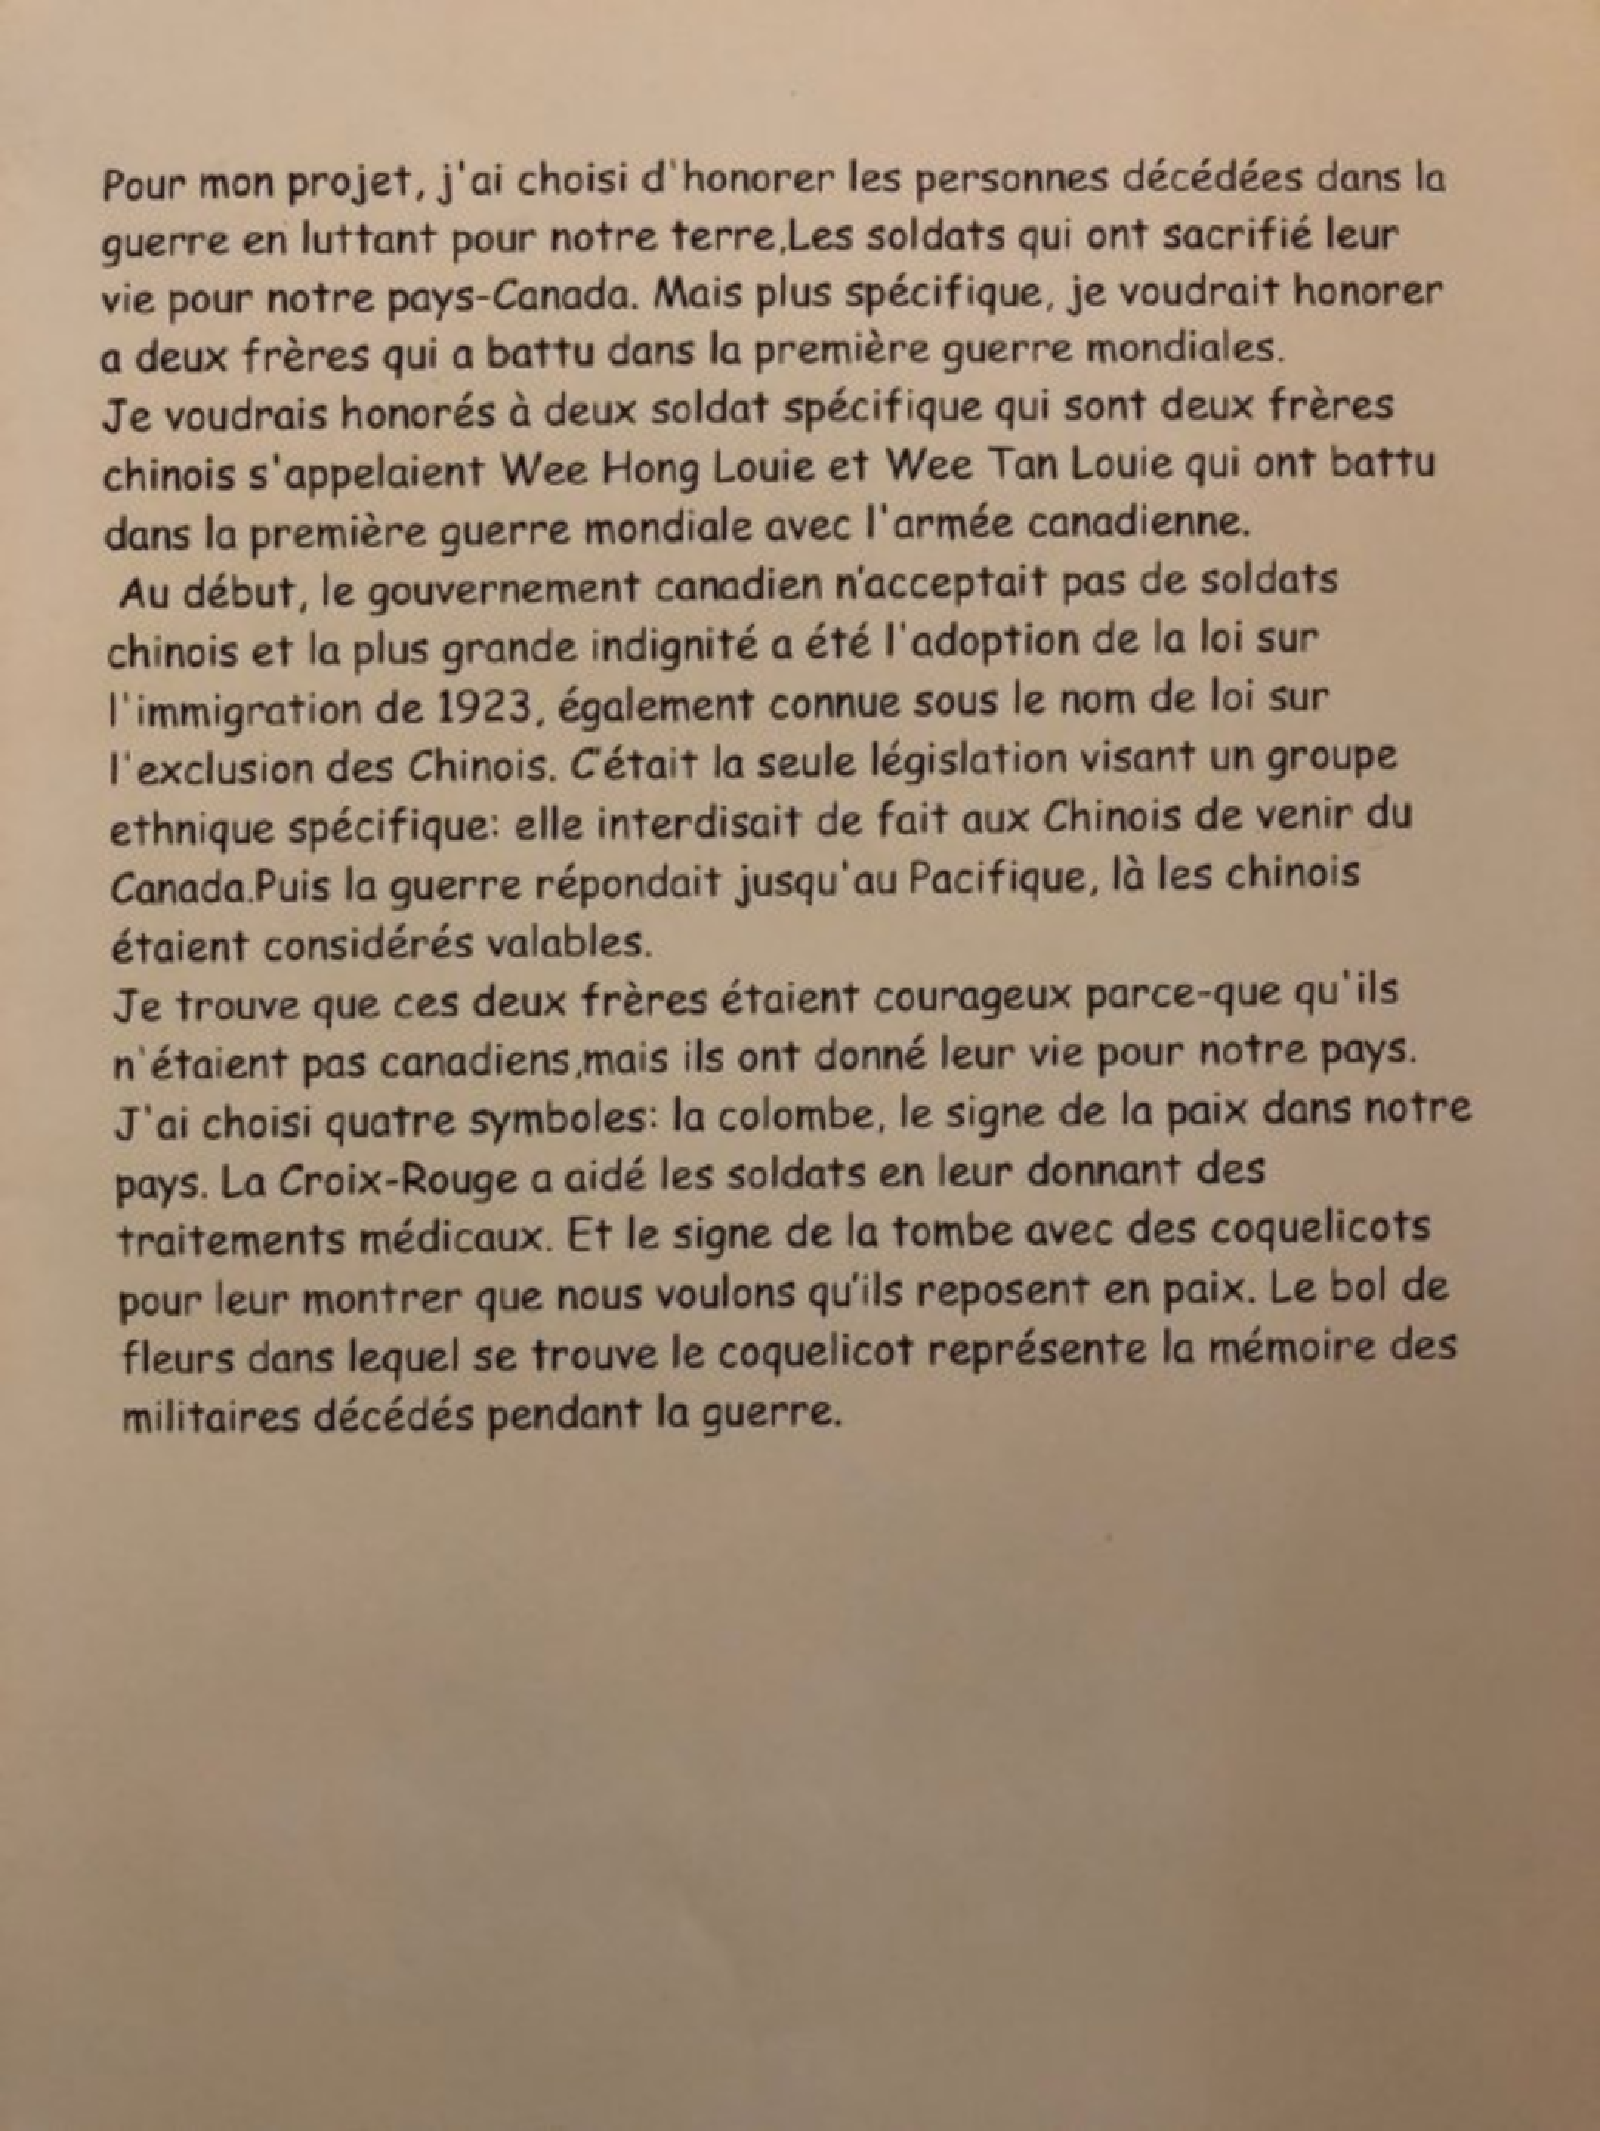 Pour mon projet, j'ai choisi d'honorer les personnes décédées dans la
guerre en luttant pour notre terre,Les soldats qui ont sacrifié leur
vie pour notre pays-Canada. Mais plus spécifique, je voudrait honorer
a deux frères qui a battu dans la première guerre mondiales.
Je voudrais honorés à deux soldat spécifique qui sont deux frères
chinois s'appelaient Wee Hong Louie et Wee Tan Louie qui ont battu
dans la première guerre mondiale avec l'armée canadienne.
Au début, le gouvernement canadien n'acceptait pas de soldats
chinois et la plus grande indignité a été l'adoption de la loi sur
l'immigration de 1923, également connue sous le nom de loi sur
l'exclusion des Chinois. C'était la seule législation visant un groupe
ethnique spécifique: elle interdisait de fait aux Chinois de venir du
Canada.Puis la guerre répondait jusqu'au Pacifique, là les chinois
étaient considérés valables.
Je trouve que ces deux frères étaient courageux parce-que qu'ils
n'étaient pas canadiens,mais ils ont donné leur vie pour notre pays.
J'ai choisi quatre symboles: la colombe, le signe de la paix dans notre
pays. La Croix-Rouge a aidé les soldats en leur donnant des
traitements médicaux. Et le signe de la tombe avec des coquelicots
pour leur montrer que nous voulons qu'ils reposent en paix. Le bol de
fleurs dans lequel se trouve le coquelicot représente la mémoire des
militaires décédés pendant la guerre.